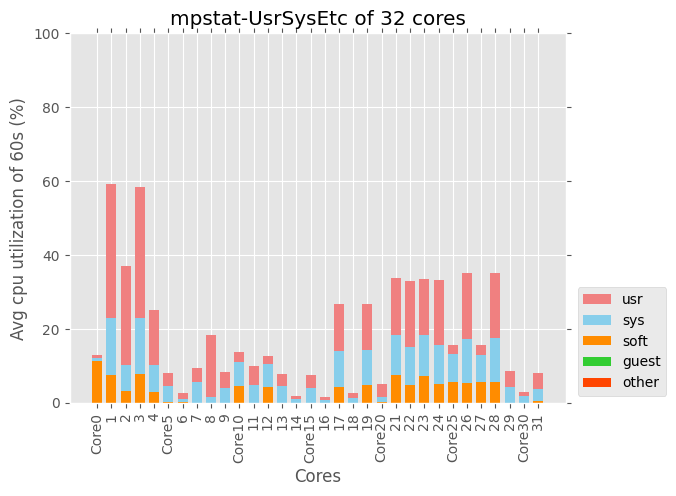 mpstat-UsrSysEtc of 32 cores
100
80
60
40
20
0
Avg cpu utilization of 60s (%)
Core0
1
2
3
4
Core5
6
7
8
9
Core10
11
12
13
14
Core15
16
17
18
19
Core20
21
22
23
24
Core25
26
27
28
29
Core30
31
Cores
usr
sys
soft
guest
other